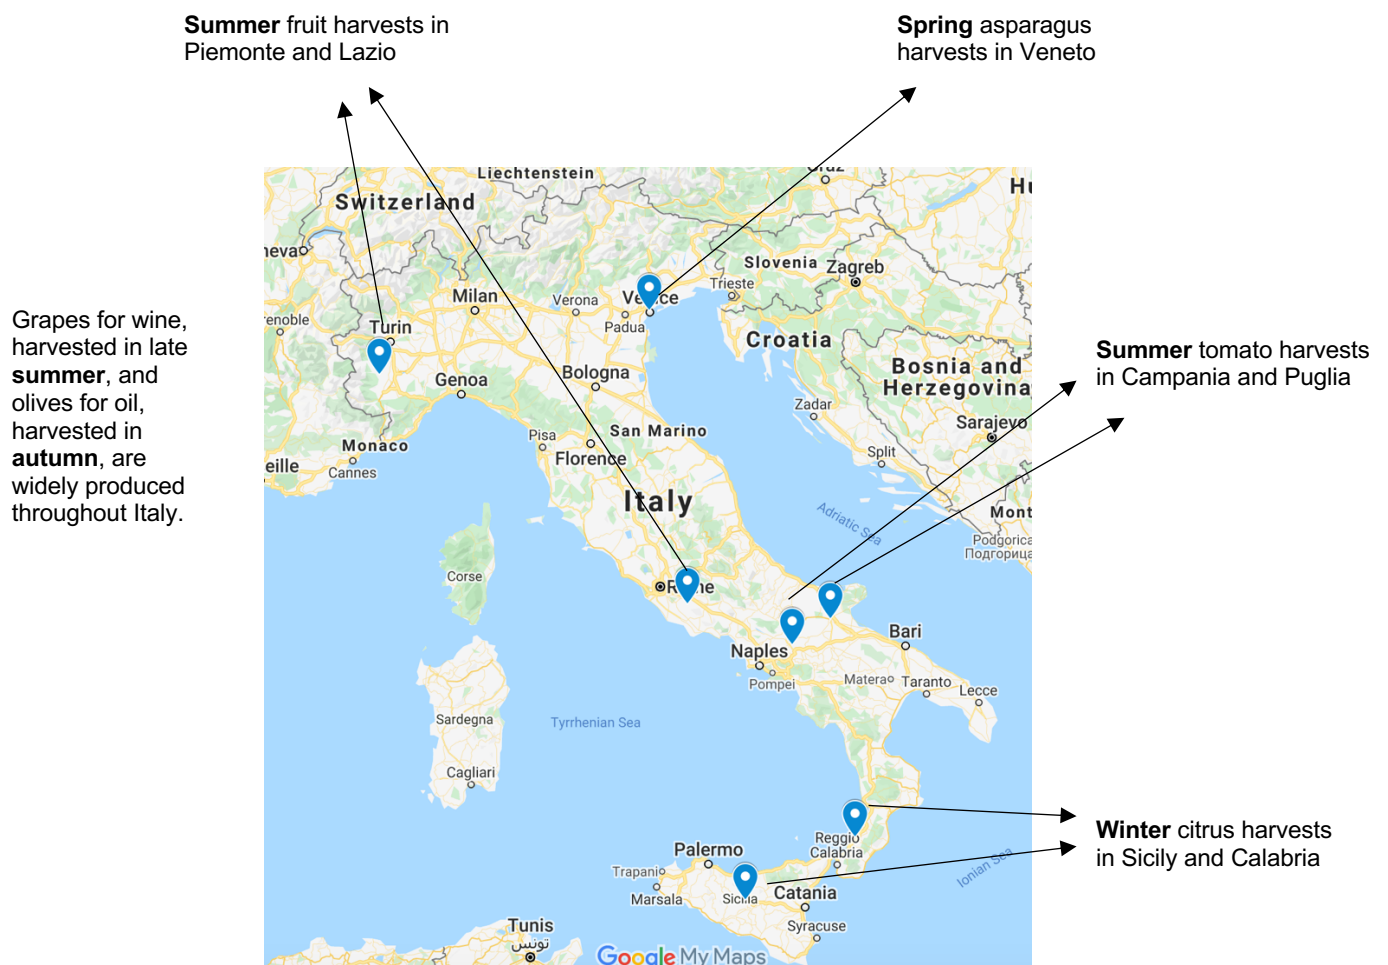 Summer fruit harvests in
Piemonte and Lazio
Spring asparagus
harvests in Veneto
Grapes for wine,
harvested in late
summer, and
olives for oil,
harvested in
autumn, are
widely produced
throughout Italy.
Summer tomato harvests
in Campania and Puglia
Winter citrus harvests
in Sicily and Calabria
Liechtenstein
Switzerland
Slovenia
Zagreb
Trieste
Milan
Verona
Venice
Padua
Turin
Croatia
Genoa
Bologna
Bosnia and
Herzegovina
Zadar
Sarajevo
San Marino
Monaco
Cannes
Pisa
Florence
Split
Italy
Mont
Adriatic Sea
Podgorica
Подгорица
Corse
Rome
Bari
Naples
Pompei
Matera
Taranto
Lecce
Sardegna
Tyrrhenian Sea
Cagliari
Reggio
Calabria
Ionian Sea
Palermo
Trapani
Marsala
Sicilia
Catania
Syracuse
Tunis
تونس
Google My Maps